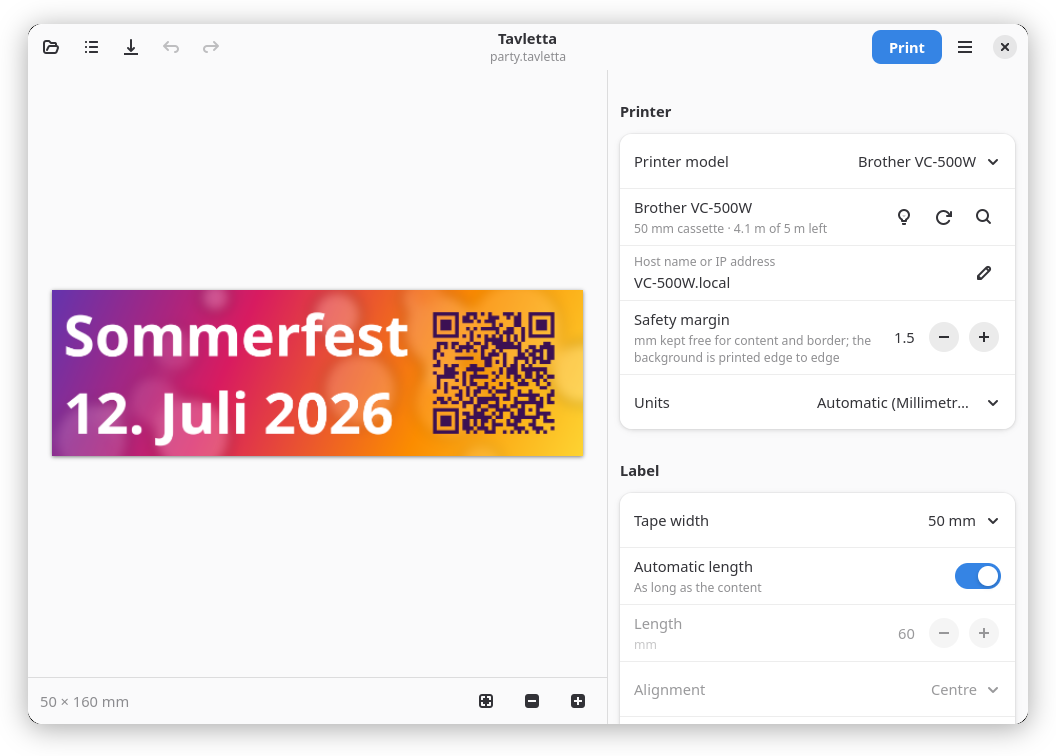 Tavletta
party.tavletta
Print
Printer
Printer model
Brother VC-500W
Brother VC-500W
50 mm cassette · 4.1 m of 5 m left
Host name or IP address
VC-500W.local
Safety margin
mm kept free for content and border; the
background is printed edge to edge
1.5
Units
Automatic (Millimetr...
Label
Tape width
50 mm
Automatic length
As long as the content
Length
mm
60
Alignment
Centre
Sommerfest
12. Juli 2026
50 × 160 mm